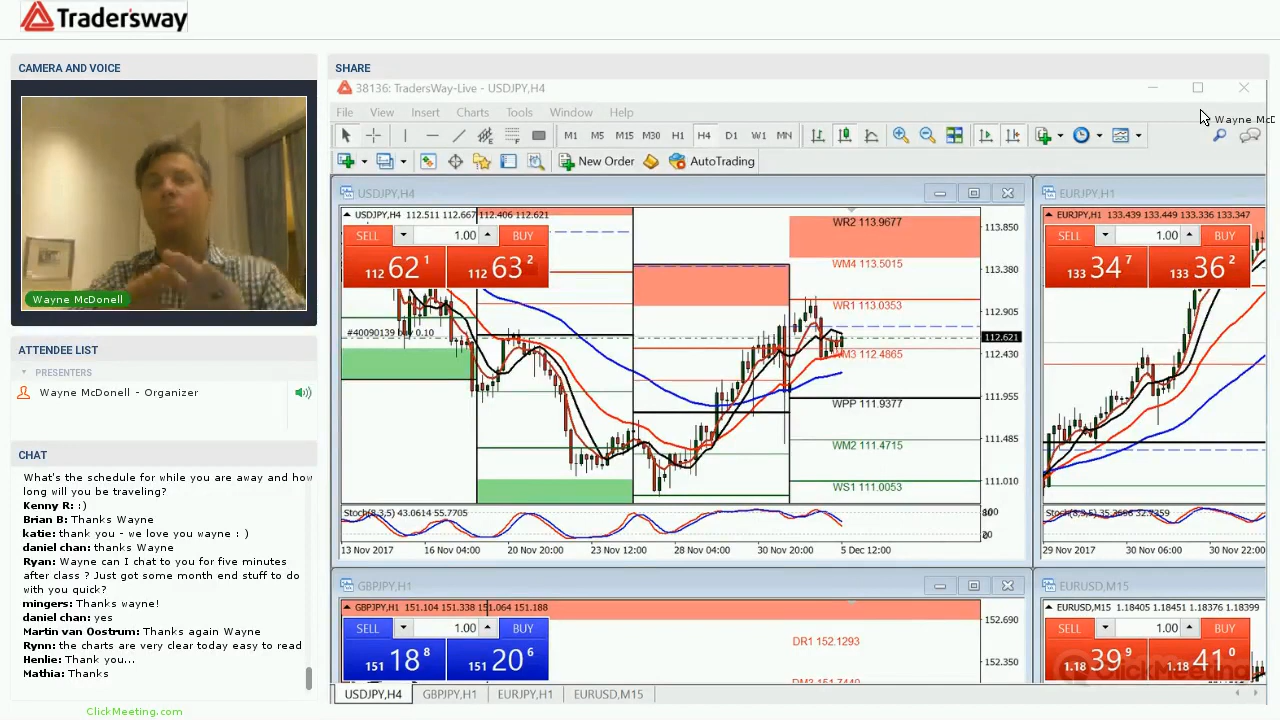 Tradersway
CAMERA AND VOICE
Wayne McDonell
ATTENDEE LIST
PRESENTERS
Wayne McDonell - Organizer
CHAT
What's the schedule for while you are away and how
long will you be traveling?
Kenny R: :)
Brian B: Thanks Wayne
katie: thank you - we love you wayne : )
daniel chan: thanks Wayne
Ryan: Wayne can I chat to you for five minutes
after class ? Just got some month end stuff to do
with you quick?
mingers: Thanks wayne!
daniel chan: yes
Martin van Oostrum: Thanks again Wayne
Rynn: the charts are very clear today easy to read
Henlie: Thank you...
Mathia: Thanks
ClickMeeting.com
SHARE
38136: TradersWay-Live - USDJPY,H4
Wayne McD
File View Insert Charts Tools Window Help
M1 M5 M15 M30 H1 H4 D1 W1 MN
New Order AutoTrading
USDJPY,H4
USDJPY,H4 112.511 112.667 112.406 112.621
SELL 1.00 BUY
112 62 1 112 63 2
#40090139 buy 0.10
WR2 113.9677
WM4 113.5015
WR1 113.0353
WM3 112.4865
WPP 111.9377
WM2 111.4715
WS1 111.0053
113.850
113.380
112.905
112.621
112.430
111.955
111.485
111.010
Stoch(8,3,5) 43.0614 55.7705
20
13 Nov 2017 16 Nov 04:00 20 Nov 20:00 23 Nov 12:00 28 Nov 04:00 30 Nov 20:00 5 Dec 12:00
EURJPY,H1
EURJPY,H1 133.439 133.449 133.336 133.347
SELL 1.00 BUY
133 34 7 133 36 2
29 Nov 2017 30 Nov 06:00 30 Nov 22:00
GBPJPY,H1
GBPJPY,H1 151.104 151.338 151.064 151.188
SELL 1.00 BUY
151 18 8 151 20 6
DR1 152.1293
152.690
152.350
EURUSD,M15
EURUSD,M15 1.18405 1.18451 1.18376 1.18399
SELL 1.00 BUY
1.18 39 9 1.18 41 0
ClickMeeting
USDJPY,H4 GBPJPY,H1 EURJPY,H1 EURUSD,M15